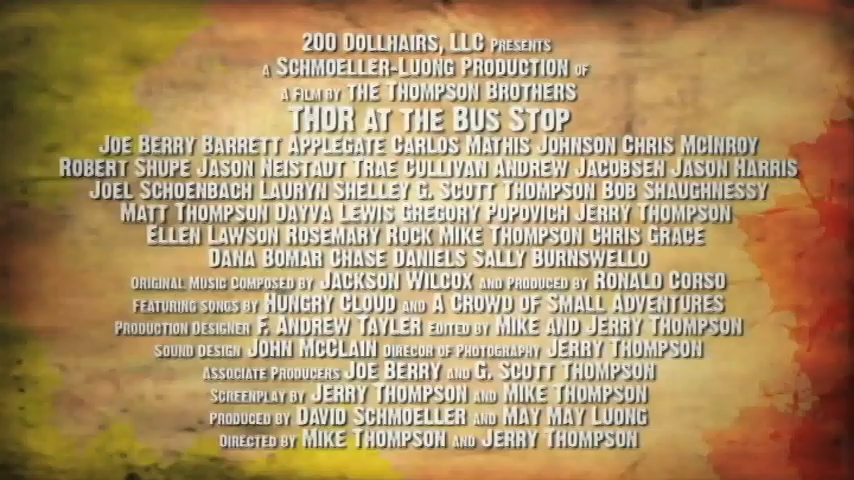 200 Dollhairs, LLC Presents
a Schmoeller-Luong Production of
a Film by the Thompson Brothers
THOR at the Bus Stop
Joe Berry Barrett Applegate Carlos Mathis Johnson Chris McInroy
Robert Shupe Jason Neistadt Trae Cullivan Andrew Jacobsen Jason Harris
Joel Schoenbach Lauryn Shelley G. Scott Thompson Bob Shaughnessy
Matt Thompson Dayva Lewis Gregory Popovich Jerry Thompson
Ellen Lawson Rosemary Rock Mike Thompson Chris Grace
Dana Bomar Chase Daniels Sally Burnswello
Original Music Composed by Jackson Wilcox and Produced by Ronald Corso
Featuring songs by Hungry Cloud and A Crowd of Small Adventures
Production Designer F. Andrew Tayler Edited by Mike and Jerry Thompson
Sound Design John McClain Direcor of Photography Jerry Thompson
Associate Producers Joe Berry and G. Scott Thompson
Screenplay by Jerry Thompson and Mike Thompson
Produced by David Schmoeller and May May Luong
Directed by Mike Thompson and Jerry Thompson